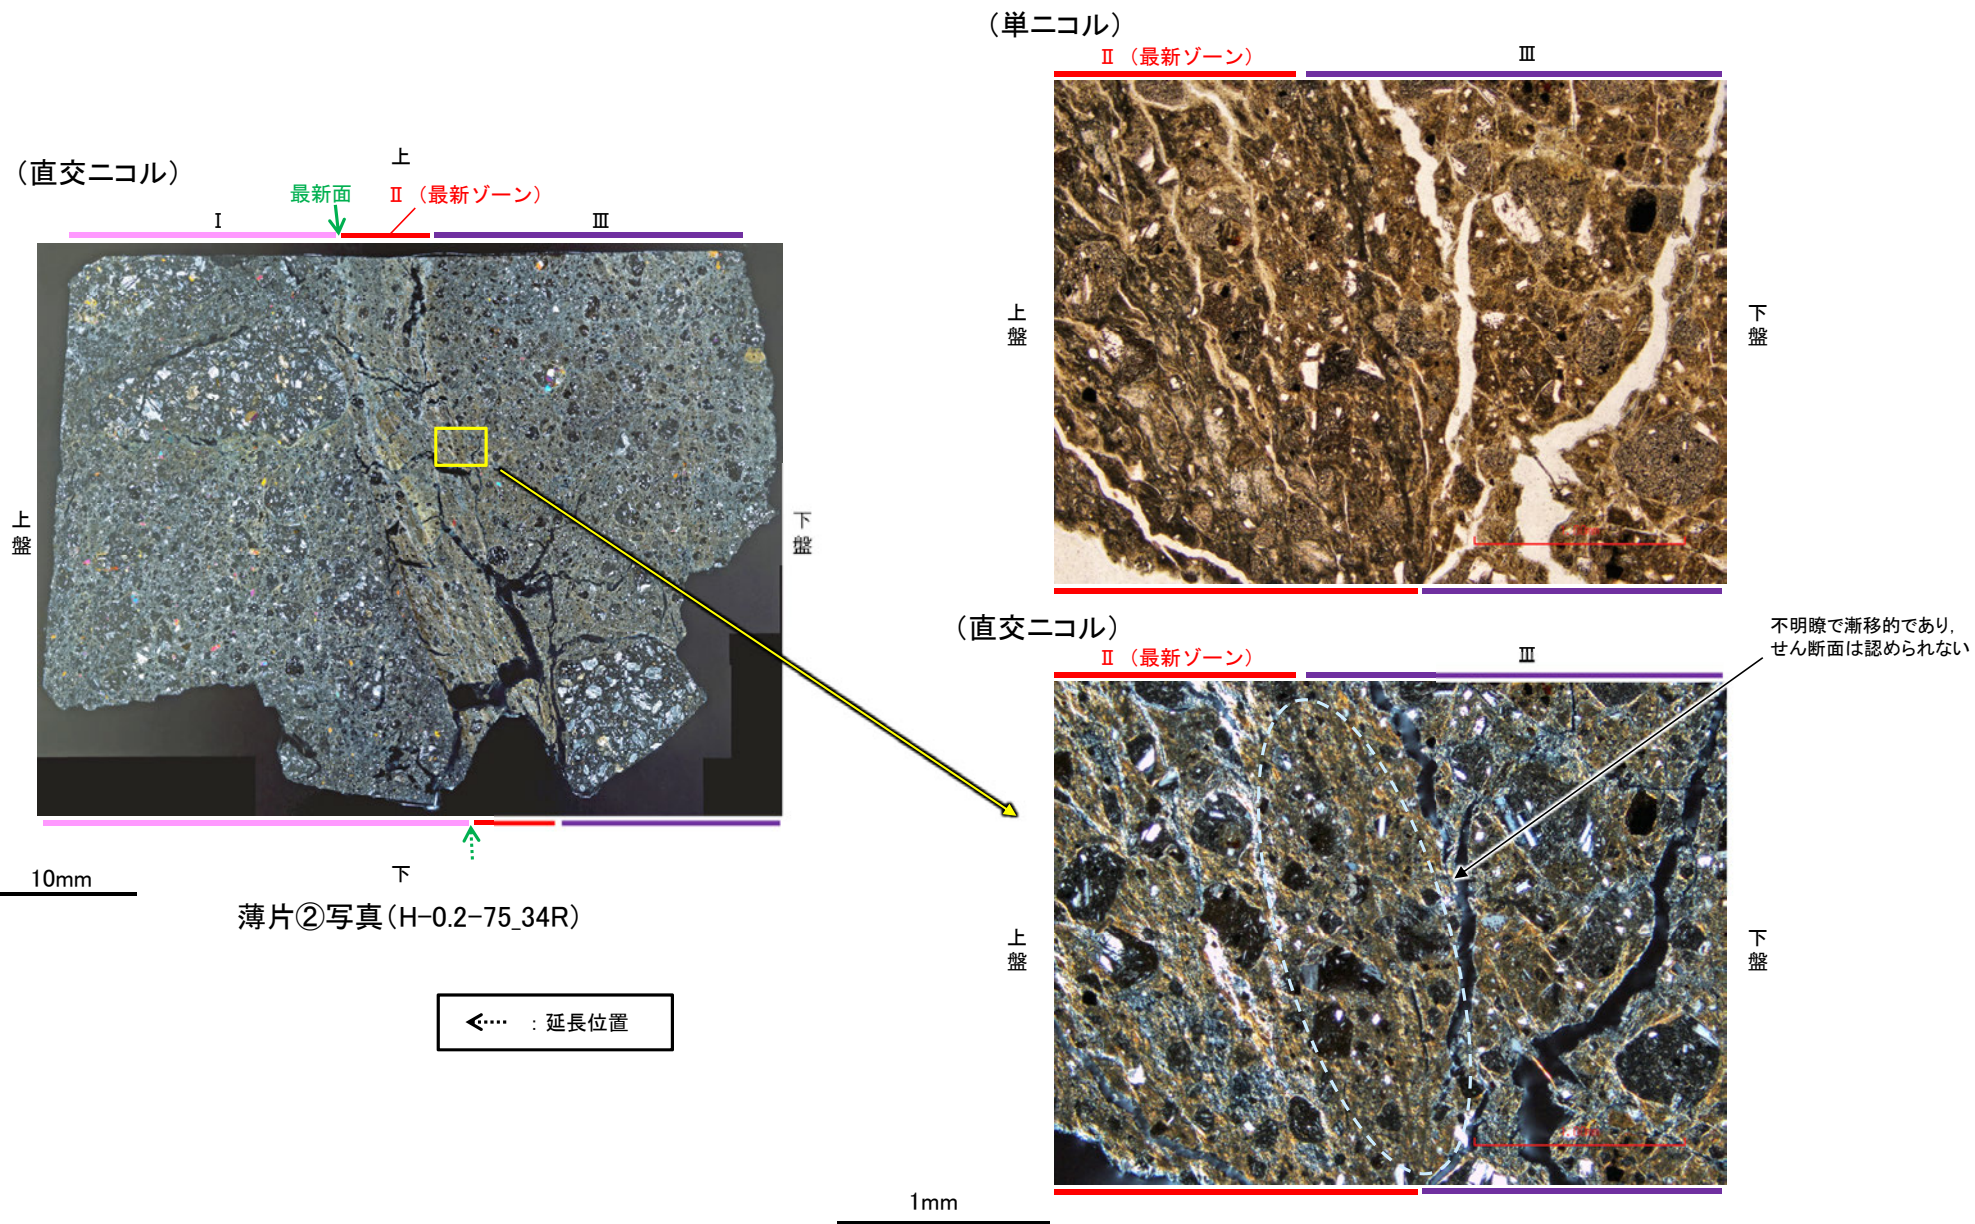 （直交ニコル）
上
最新面
Ⅱ （最新ゾーン）
Ⅰ
Ⅲ
上盤
下盤
下
10mm
薄片②写真（H-0.2-75_34R）
：延長位置
（単ニコル）
Ⅱ （最新ゾーン）
Ⅲ
上盤
下盤
（直交ニコル）
Ⅱ （最新ゾーン）
Ⅲ
不明瞭で漸移的であり，
せん断面は認められない
上盤
下盤
1mm